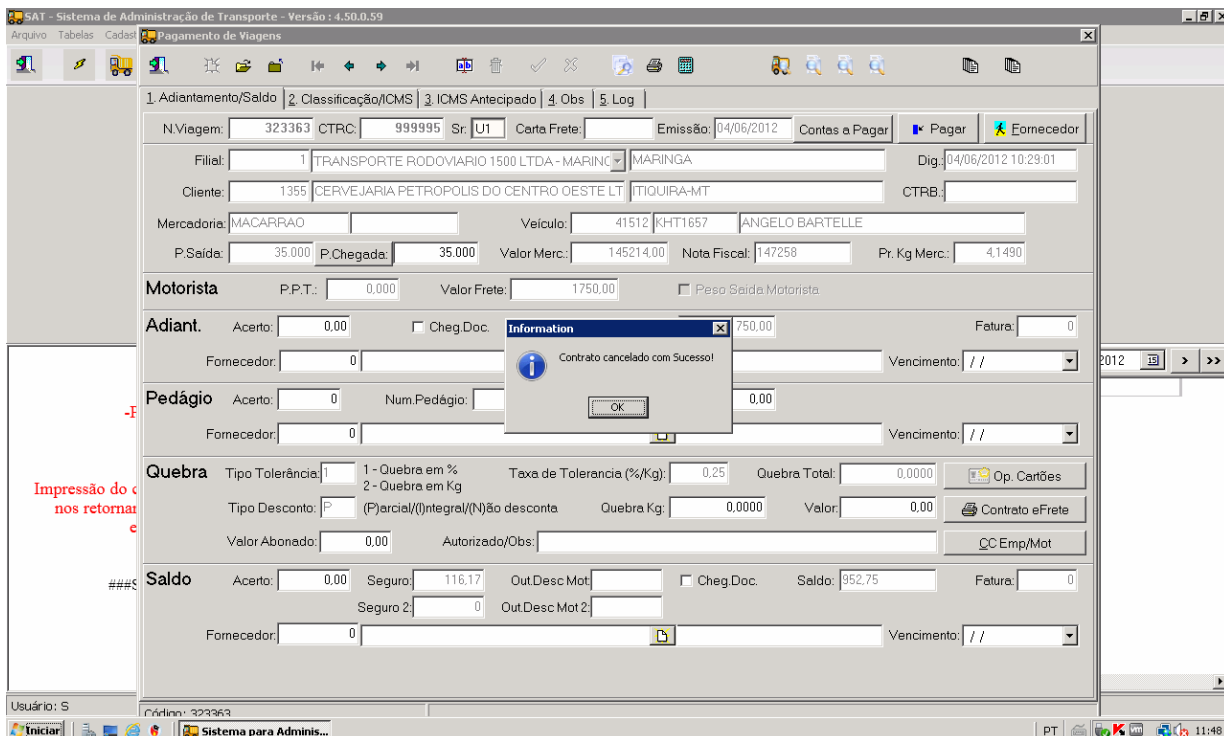 SAT - Sistema de Administração de Transporte - Versão : 4.50.0.59
Arquivo Tabelas Cadast
Pagamento de Viagens
1. Adiantamento/Saldo 2. Classificação/ICMS 3. ICMS Antecipado 4. Obs 5. Log
N.Viagem: 323363 CTRC: 999995 Sr: U1 Carta Frete: Emissão: 04/06/2012 Contas a Pagar Pagar Fornecedor
Filial: 1 TRANSPORTE RODOVIARIO 1500 LTDA - MARINC MARINGA Dig.: 04/06/2012 10:29:01
Cliente: 1355 CERVEJARIA PETROPOLIS DO CENTRO OESTE LT ITIQUIRA-MT CTRB.:
Mercadoria: MACARRAO Veículo: 41512 KHT1657 ANGELO BARTELLE
P.Saída: 35.000 P.Chegada: 35.000 Valor Merc.: 145214,00 Nota Fiscal: 147258 Pr. Kg Merc.: 4,1490
Motorista P.P.T.: 0,000 Valor Frete: 1750,00 Peso Saida Motorista
Adiant. Acerto: 0,00 Cheg.Doc. 750,00 Fatura: 0
Fornecedor: 0 Vencimento: / /
Information
Contrato cancelado com Sucesso!
OK
2012 15 > >>
Pedágio Acerto: 0 Num.Pedágio: 0,00
Fornecedor: 0 Vencimento: / /
Quebra Tipo Tolerância: 1 1 - Quebra em % Taxa de Tolerancia (%/Kg): 0,25 Quebra Total: 0,0000 Op. Cartões
2 - Quebra em Kg
Tipo Desconto: P (P)arcial/(I)ntegral/(N)ão desconta Quebra Kg: 0,0000 Valor: 0,00 Contrato eFrete
Valor Abonado: 0,00 Autorizado/Obs: CC Emp/Mot
Saldo Acerto: 0,00 Seguro: 116,17 Out.Desc Mot: Cheg.Doc. Saldo: 952,75 Fatura: 0
Seguro 2: 0 Out.Desc Mot 2:
Fornecedor: 0 Vencimento: / /
Impressão do
nos retornar
e
###S
Usuário: S
Código: 323363
Iniciar Sistema para Adminis... PT 11:48